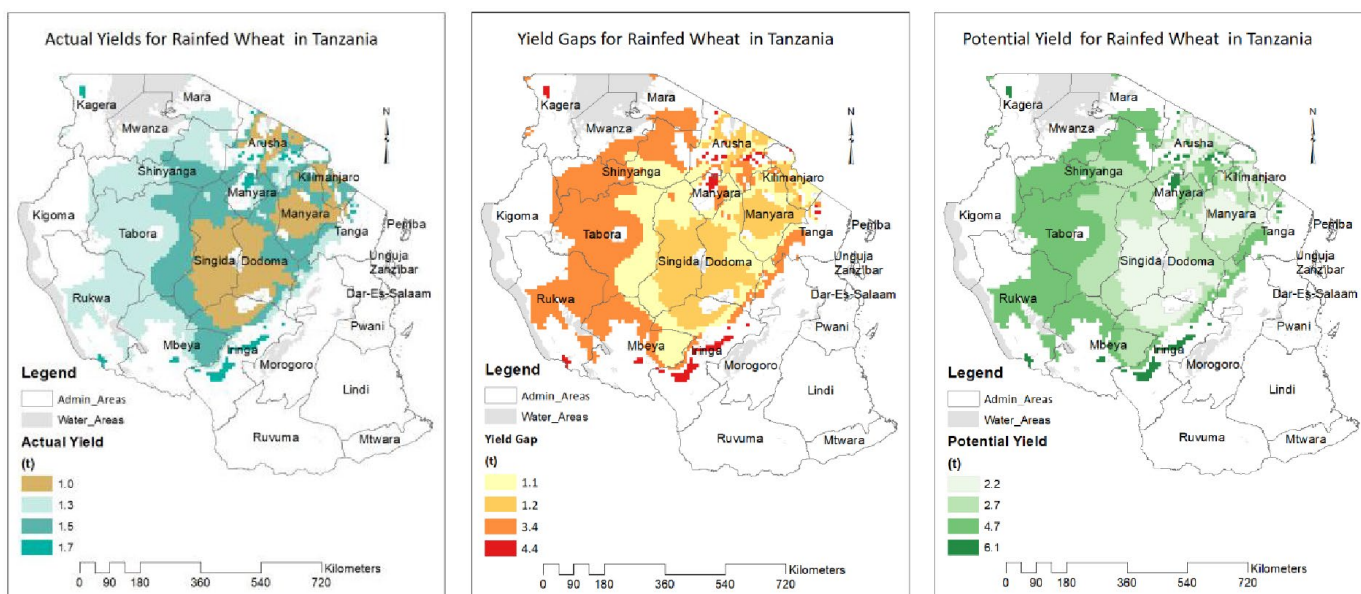 Actual Yields for Rainfed Wheat in Tanzania
Kagera
Mara
Mwanza
N
Arusha
Shinyanga
Kilimanjaro
Manyara
Kigoma
Manyara
Tabora
Tanga
Pemba
Singida Dodoma
Unguja
Zanzibar
Dar-Es-Salaam
Rukwa
Pwani
Mbeya
Iringa
Morogoro
Legend
Admin_Areas
Water_Areas
Lindi
Actual Yield
(t)
Ruvuma
Mtwara
1.0
1.3
1.5
1.7
Kilometers
0 90 180 360 540 720
Yield Gaps for Rainfed Wheat in Tanzania
Kagera
Mara
Mwanza
N
Arusha
Shinyanga
Kilimanjaro
Manyara
Kigoma
Manyara
Tabora
Tanga
Pemba
Singida Dodoma
Unguja
Zanzibar
Dar-Es-Salaam
Rukwa
Pwani
Mbeya
Iringa
Morogoro
Legend
Admin_Areas
Water_Areas
Lindi
Yield Gap
(t)
Ruvuma
Mtwara
1.1
1.2
3.4
4.4
Kilometers
0 90 180 360 540 720
Potential Yield for Rainfed Wheat in Tanzania
Kagera
Mara
Mwanza
N
Arusha
Shinyanga
Kilimanjaro
Manyara
Kigoma
Manyara
Tabora
Tanga
Pemba
Singida Dodoma
Unguja
Zanzibar
Dar-Es-Salaam
Rukwa
Pwani
Mbeya
Iringa
Morogoro
Legend
Admin_Areas
Water_Areas
Lindi
Potential Yield
(t)
Ruvuma
Mtwara
2.2
2.7
4.7
6.1
Kilometers
0 90 180 360 540 720